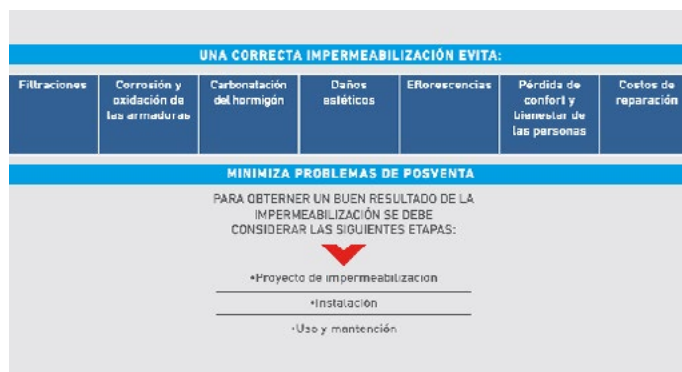 UNA CORRECTA IMPERMEABILIZACIÓN EVITA:
Filtraciones
Corrosión y
oxidación de
las armaduras
Carbonatación
del hormigón
Daños
estéticos
Eflorescencias
Pérdida de
confort y
bienestar de
las personas
Costos de
reparación
MINIMIZA PROBLEMAS DE POSVENTA
PARA OBTERNER UN BUEN RESULTADO DE LA
IMPERMEABILIZACIÓN SE DEBE
CONSIDERAR LAS SIGUIENTES ETAPAS:
•Proyecto de impermeabilización
•Instalación
•Uso y mantención